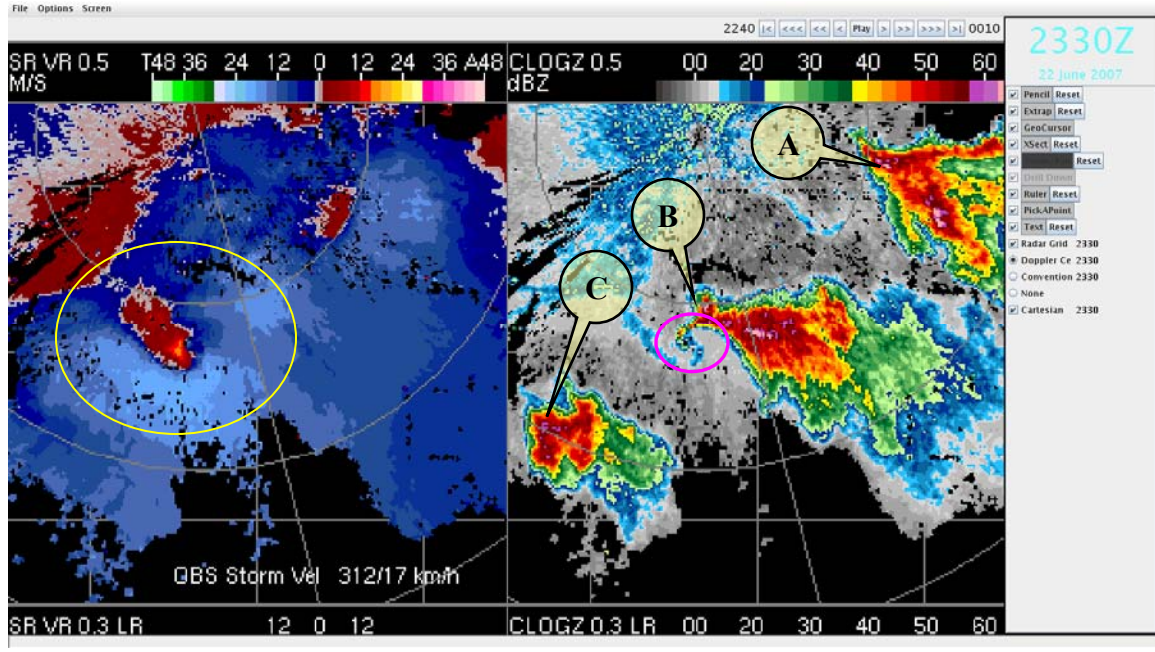 File Options Screen
2240 |< <<< << < Play > >> >>> >| 0010
2330Z
22 June 2007
SR VR 0.5 T48 36 24 12 0 12 24 36 A48
M/S
CLOGZ 0.5 00 20 30 40 50 60
dBZ
A
B
C
Pencil Reset
Extrap Reset
GeoCursor
XSect Reset
Reset
Drill Down
Ruler Reset
PickAPoint
Text Reset
Radar Grid 2330
Doppler Ce 2330
Convention 2330
None
Cartesian 2330
OBS Storm Vel 312/17 km/h
SR VR 0.3 LR 12 0 12
CLOGZ 0.3 LR 00 20 30 40 50 60